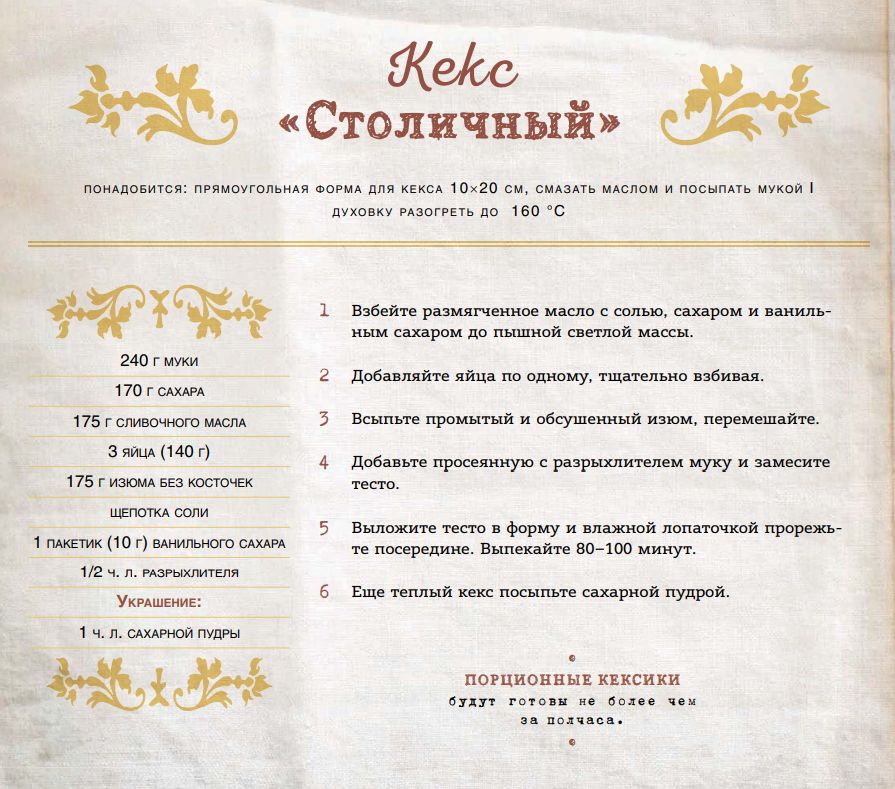 Кекс
«Столичный»
ПОНАДОБИТСЯ: ПРЯМОУГОЛЬНАЯ ФОРМА ДЛЯ КЕКСА 10×20 СМ, СМАЗАТЬ МАСЛОМ И ПОСЫПАТЬ МУКОЙ I
ДУХОВКУ РАЗОГРЕТЬ ДО 160 °С
240 Г МУКИ
170 Г САХАРА
175 Г СЛИВОЧНОГО МАСЛА
3 ЯЙЦА (140 Г)
175 Г ИЗЮМА БЕЗ КОСТОЧЕК
ЩЕПОТКА СОЛИ
1 ПАКЕТИК (10 Г) ВАНИЛЬНОГО САХАРА
1/2 Ч. Л. РАЗРЫХЛИТЕЛЯ
УКРАШЕНИЕ:
1 Ч. Л. САХАРНОЙ ПУДРЫ
1 Взбейте размягченное масло с солью, сахаром и ваниль-
ным сахаром до пышной светлой массы.
2 Добавляйте яйца по одному, тщательно взбивая.
3 Всыпьте промытый и обсушенный изюм, перемешайте.
4 Добавьте просеянную с разрыхлителем муку и замесите
тесто.
5 Выложите тесто в форму и влажной лопаточкой прорежь-
те посередине. Выпекайте 80–100 минут.
6 Еще теплый кекс посыпьте сахарной пудрой.
ПОРЦИОННЫЕ КЕКСИКИ
будут готовы не более чем
за полчаса.